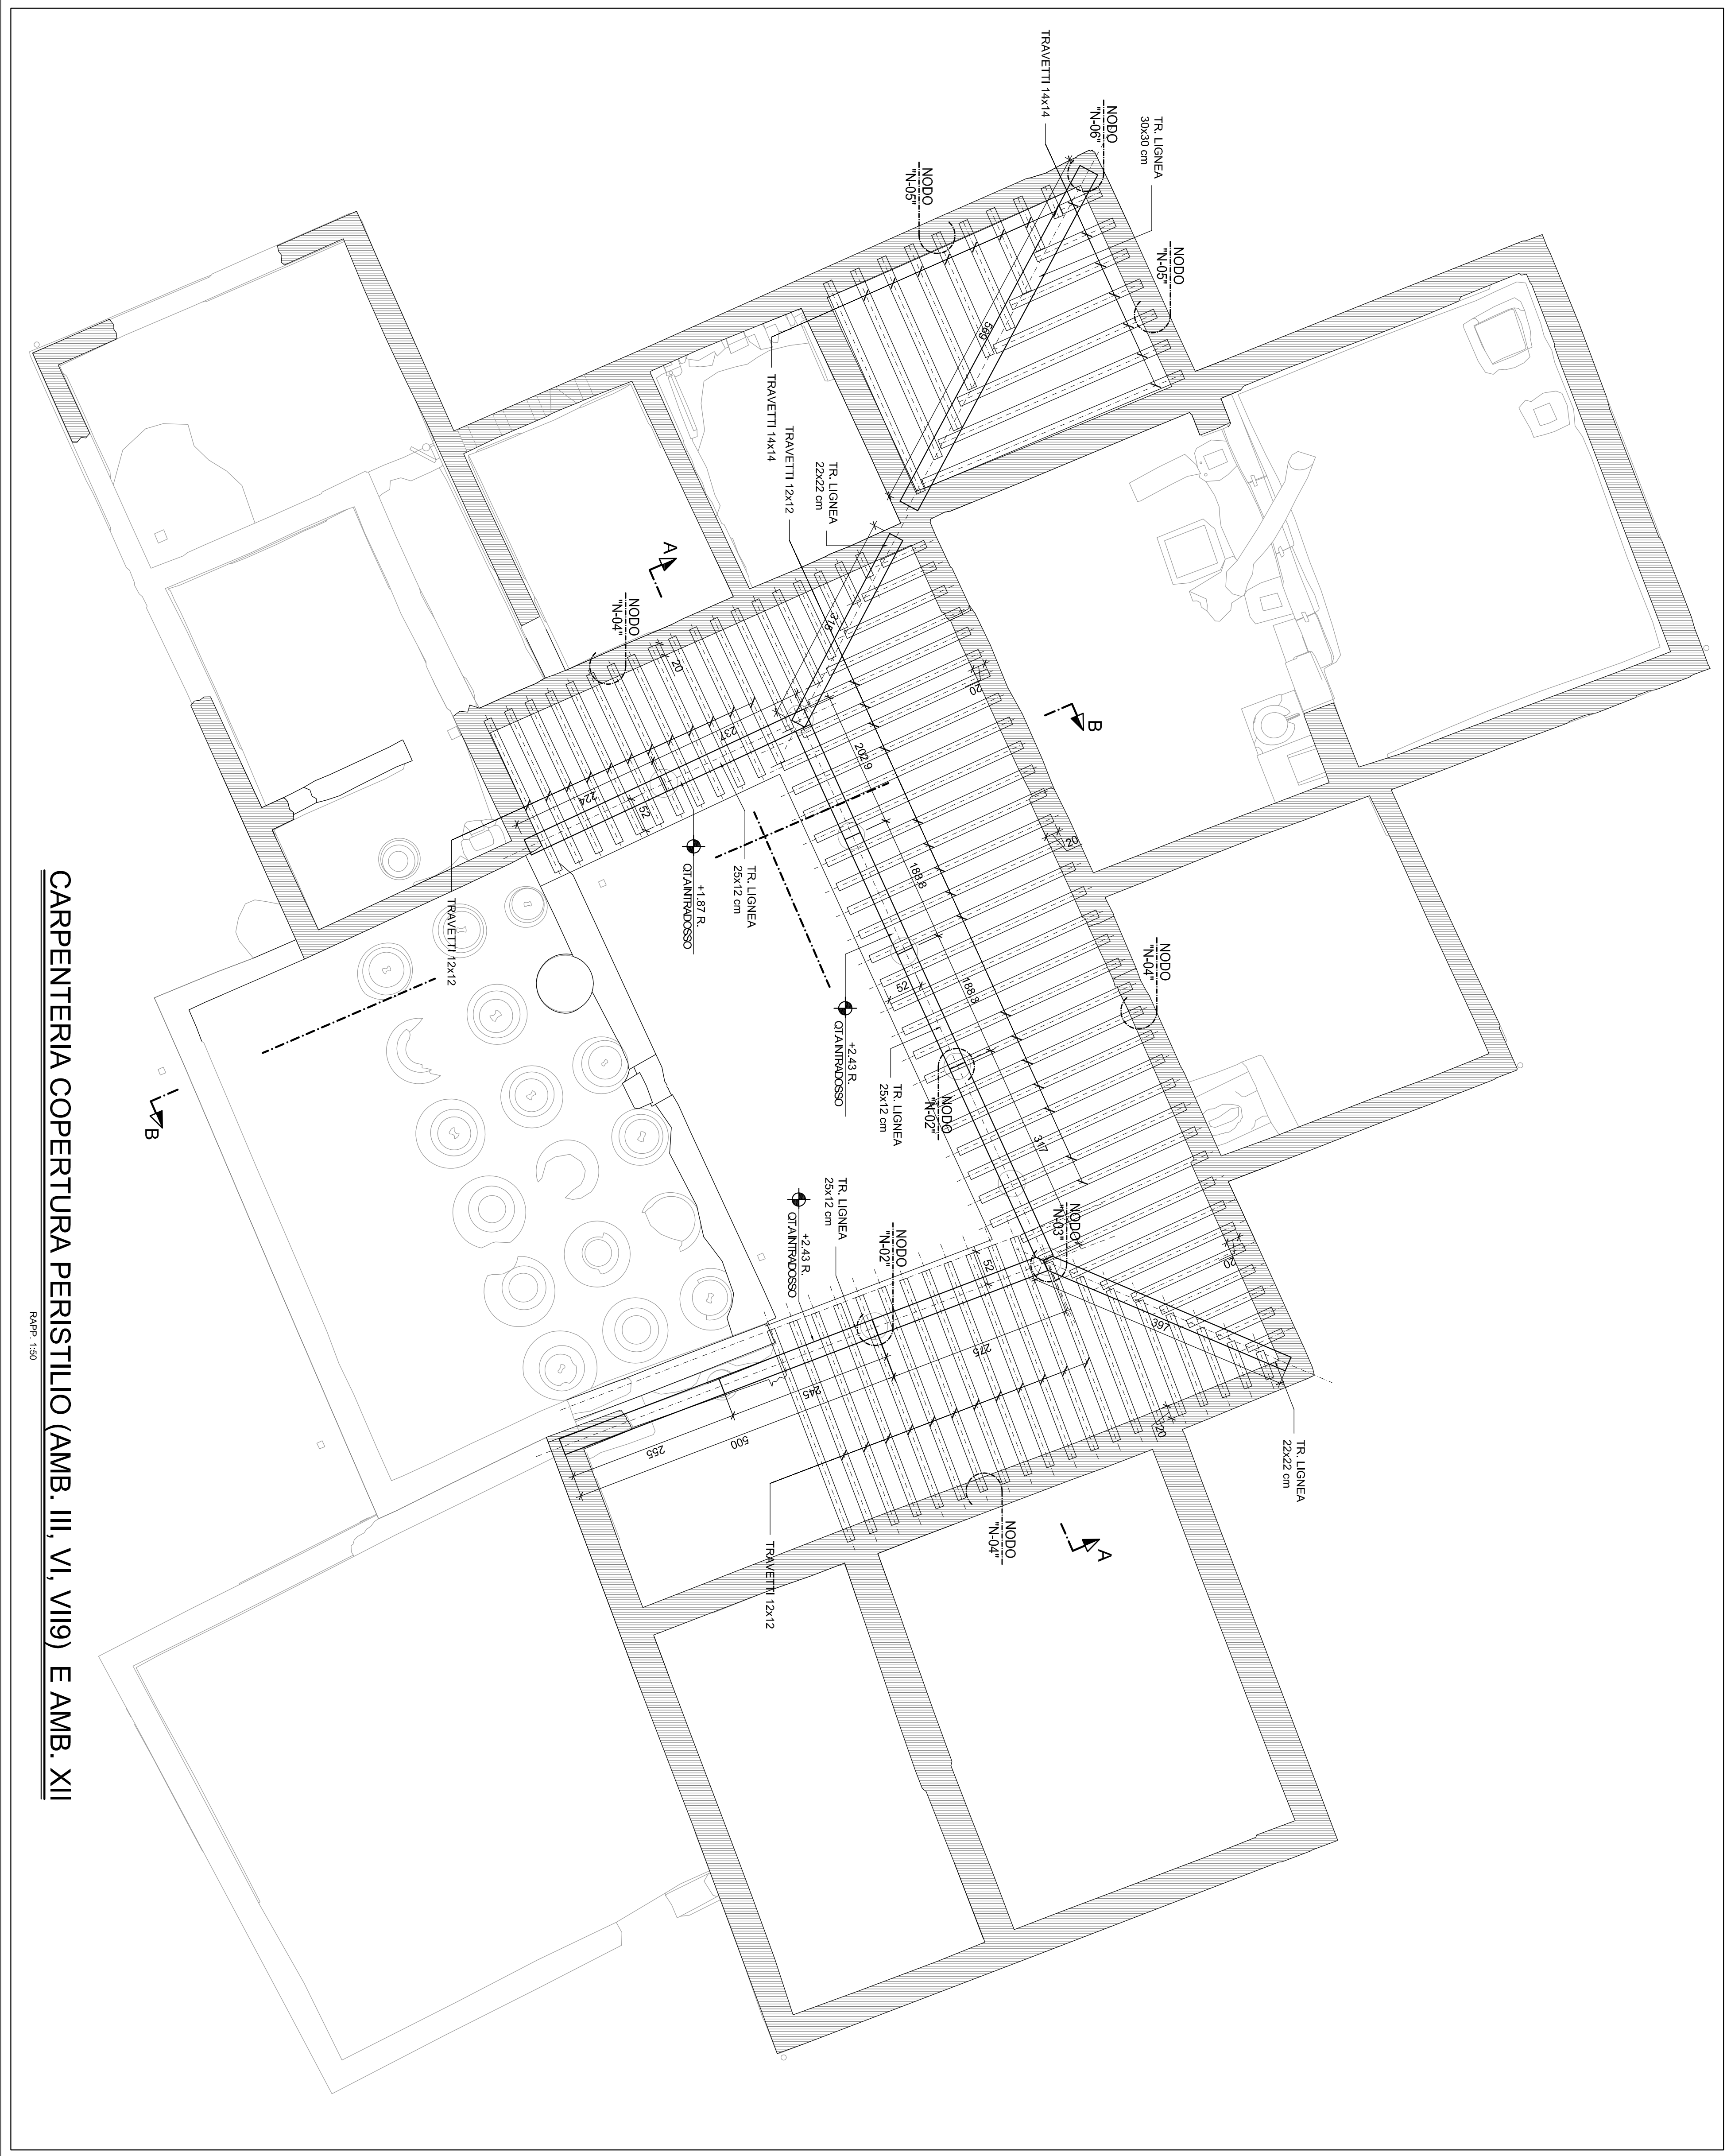 TRAVETTI 14x14
NODO
"N-06"
TR. LIGNEA
30x30 cm
NODO
"N-05"
NODO
"N-05"
569
TRAVETTI 14x14
TRAVETTI 12x12
TR. LIGNEA
22x22 cm
A
NODO
"N-04"
20
318
237
224
52
20
B
202.9
188.8
188.3
317
20
52
+1.87 R.
QTA INTRADOSSO
TR. LIGNEA
25x12 cm
TRAVETTI 12x12
+2.43 R.
QTA INTRADOSSO
TR. LIGNEA
25x12 cm
NODO
"N-02"
NODO
"N-04"
B
NODO
"N-03"
TR. LIGNEA
25x12 cm
+2.43 R.
QTA INTRADOSSO
NODO
"N-02"
52
20
397
275
245
500
255
20
TR. LIGNEA
22x22 cm
NODO
"N-04"
A
TRAVETTI 12x12
CARPENTERIA COPERTURA PERISTILIO (AMB. III, VI, VII9) E AMB. XII
RAPP. 1:50